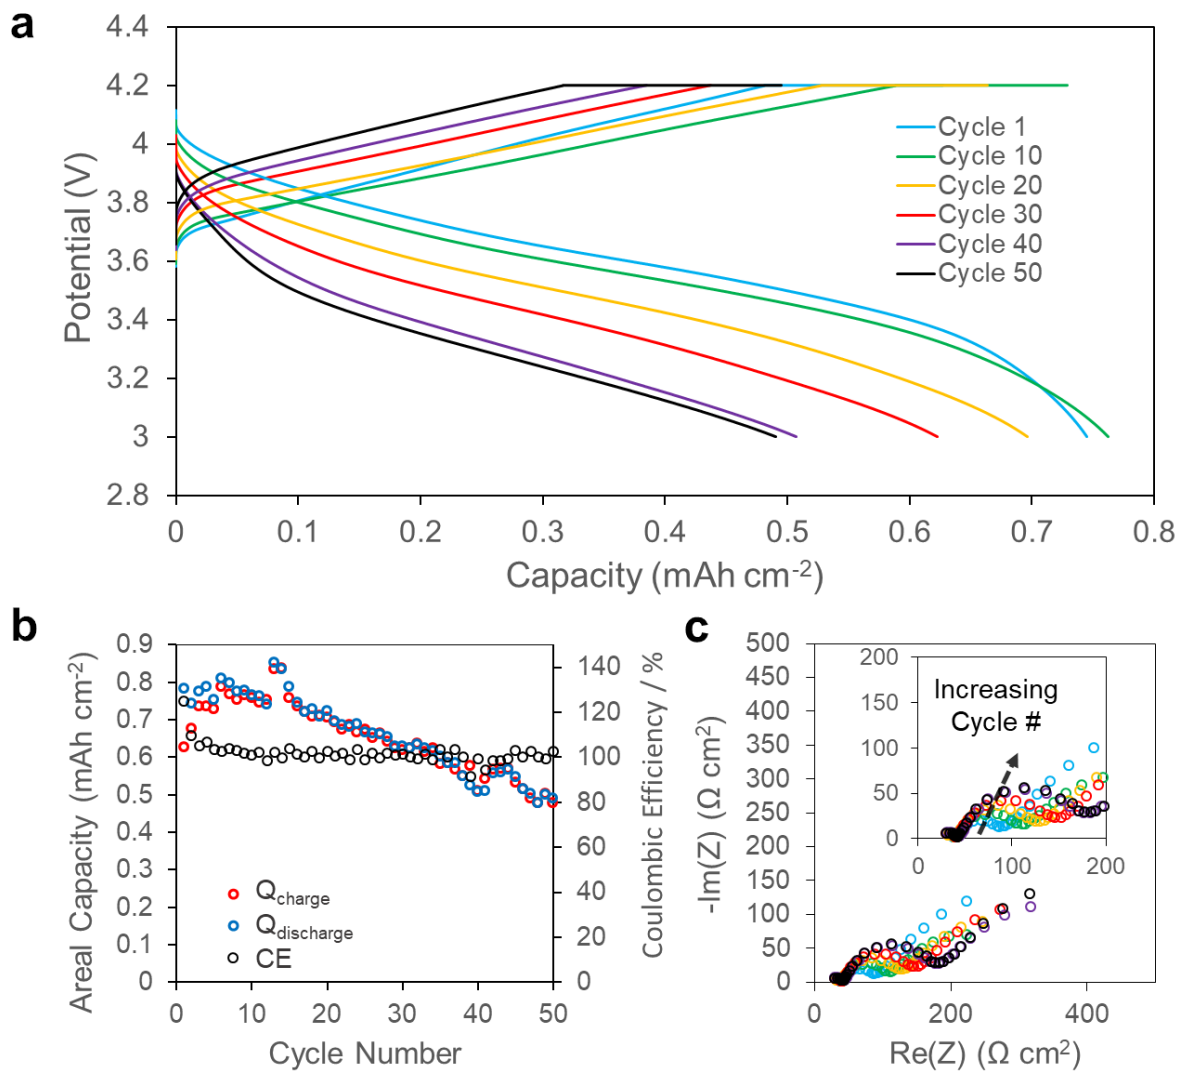 a
4.4
4.2
4
3.8
3.6
3.4
3.2
3
2.8
Potential (V)
0 0.1 0.2 0.3 0.4 0.5 0.6 0.7 0.8
Capacity (mAh cm-2)
Cycle 1
Cycle 10
Cycle 20
Cycle 30
Cycle 40
Cycle 50
b
0.9
0.8
0.7
0.6
0.5
0.4
0.3
0.2
0.1
0
Areal Capacity (mAh cm-2)
140
120
100
80
60
40
20
0
Coulombic Efficiency / %
Qcharge
Qdischarge
CE
0 10 20 30 40 50
Cycle Number
c
500
450
400
350
300
250
200
150
100
50
0
-Im(Z) (Ω cm2)
0 200 400
Re(Z) (Ω cm2)
200
150
100
50
0
0 100 200
Increasing
Cycle #